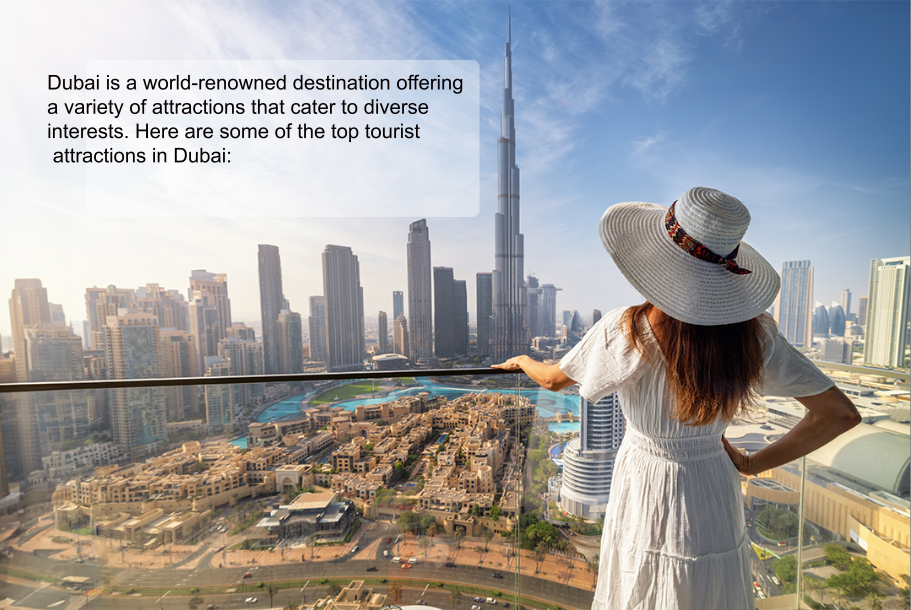 Dubai is a world-renowned destination offering
a variety of attractions that cater to diverse
interests. Here are some of the top tourist
attractions in Dubai: